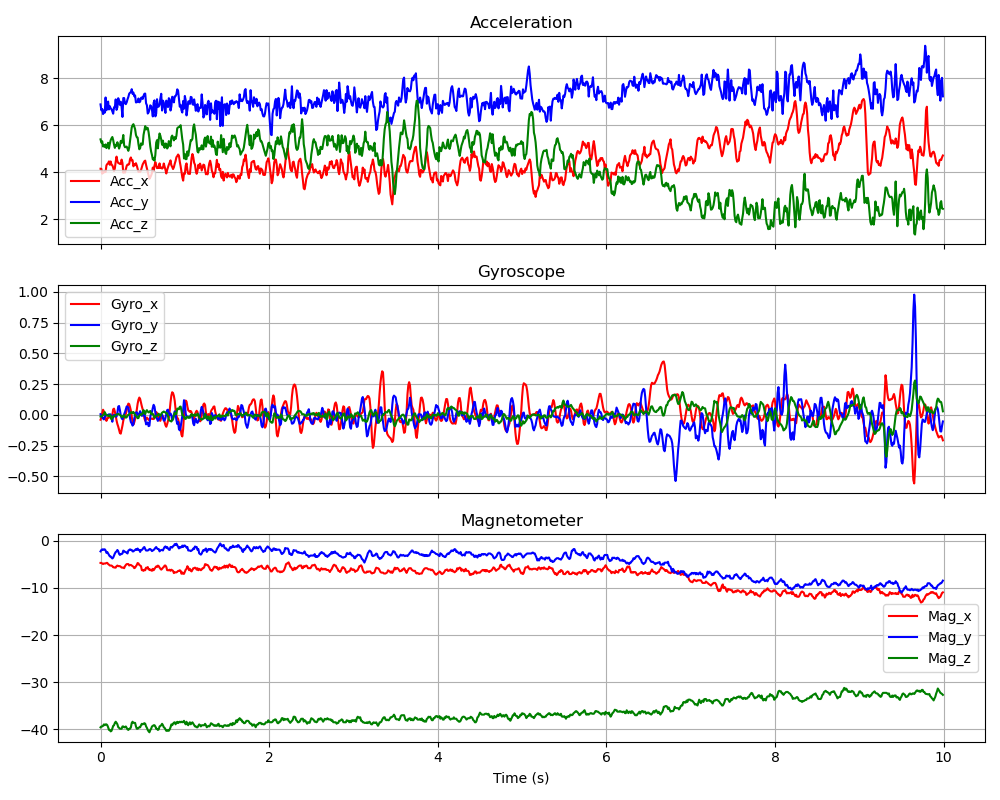 Acceleration
8
6
4
2
Acc_x
Acc_y
Acc_z
Gyroscope
1.00
0.75
0.50
0.25
0.00
−0.25
−0.50
Gyro_x
Gyro_y
Gyro_z
Magnetometer
0
−10
−20
−30
−40
Mag_x
Mag_y
Mag_z
0 2 4 6 8 10
Time (s)